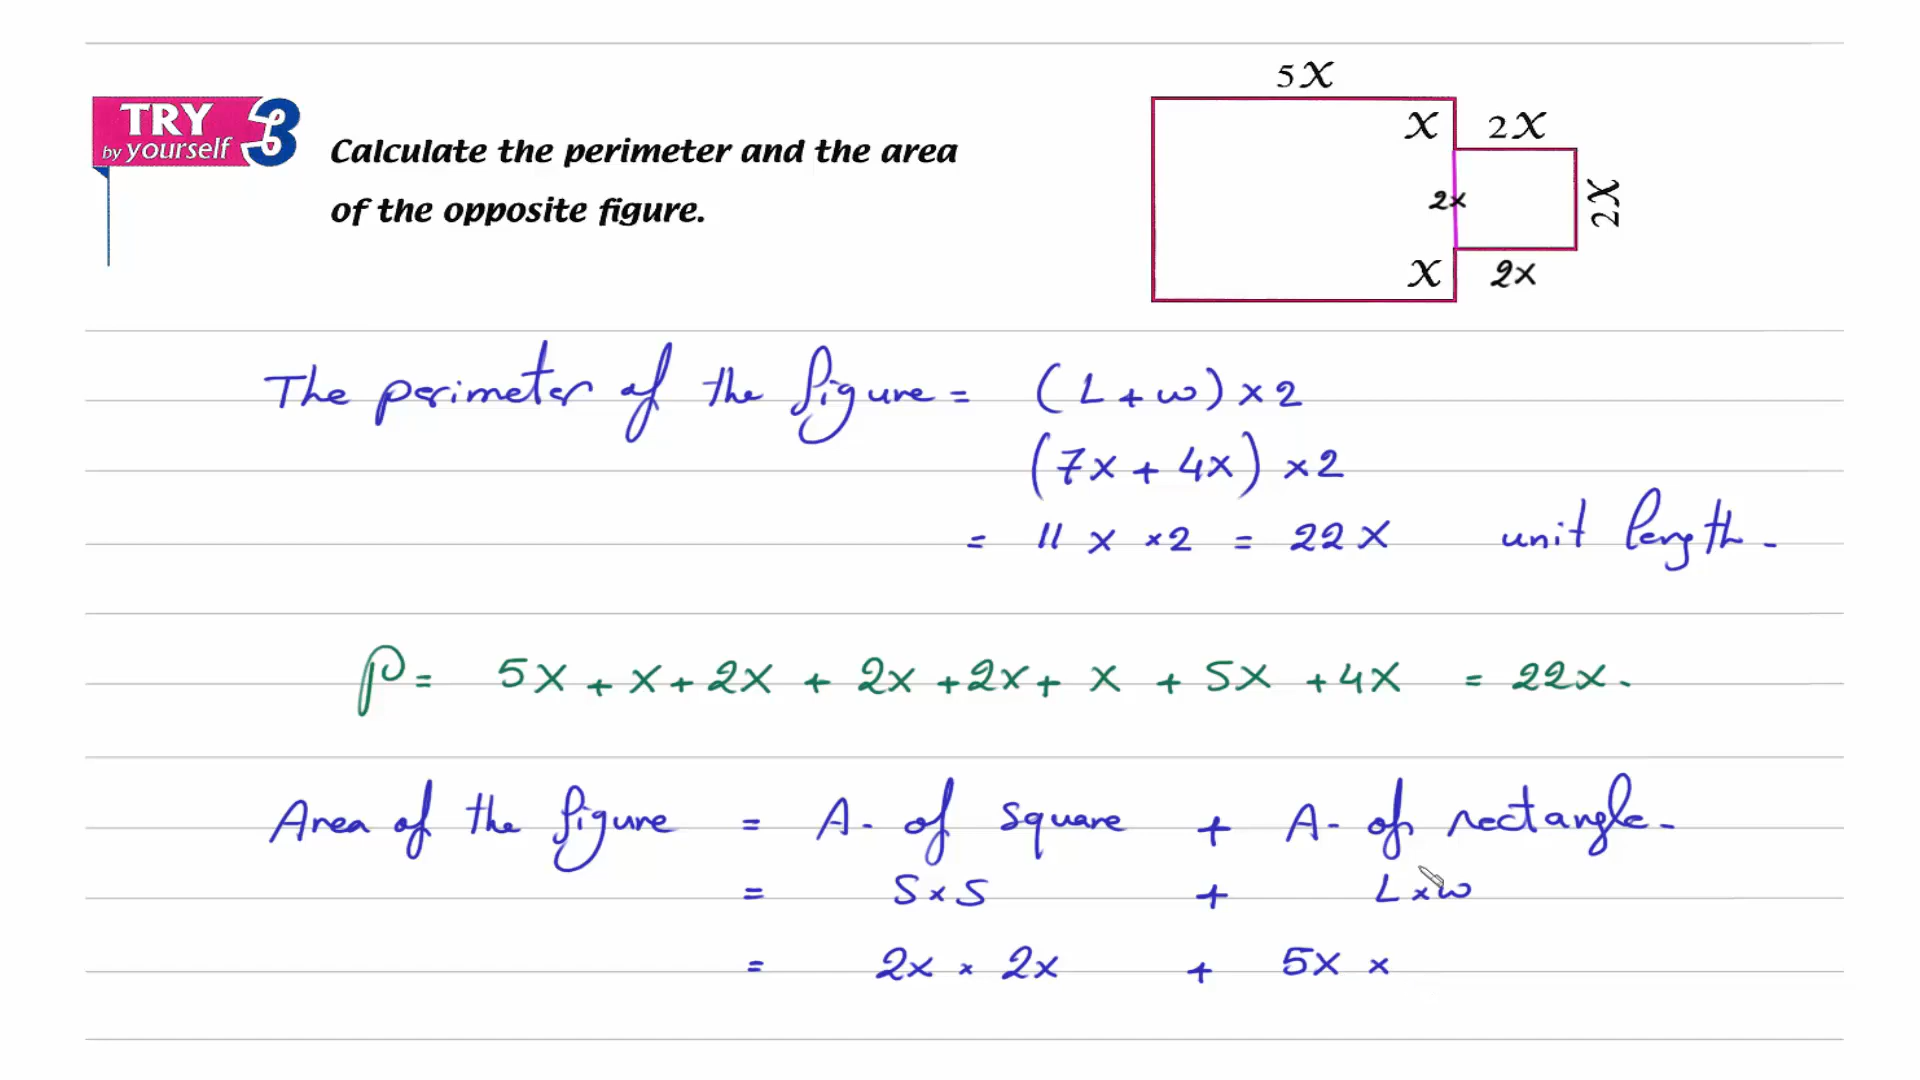 TRY 3
by yourself
Calculate the perimeter and the area
of the opposite figure.
5X
X
2X
2x
2X
X
2x
The perimeter of the figure = (L + w) × 2
(7x + 4x) × 2
= 11 x × 2 = 22 X unit length.
P = 5x + x + 2x + 2x + 2x + x + 5x + 4x = 22x.
Area of the figure = A. of square + A. of rectangle.
= S × S + L × w
= 2x × 2x + 5x ×